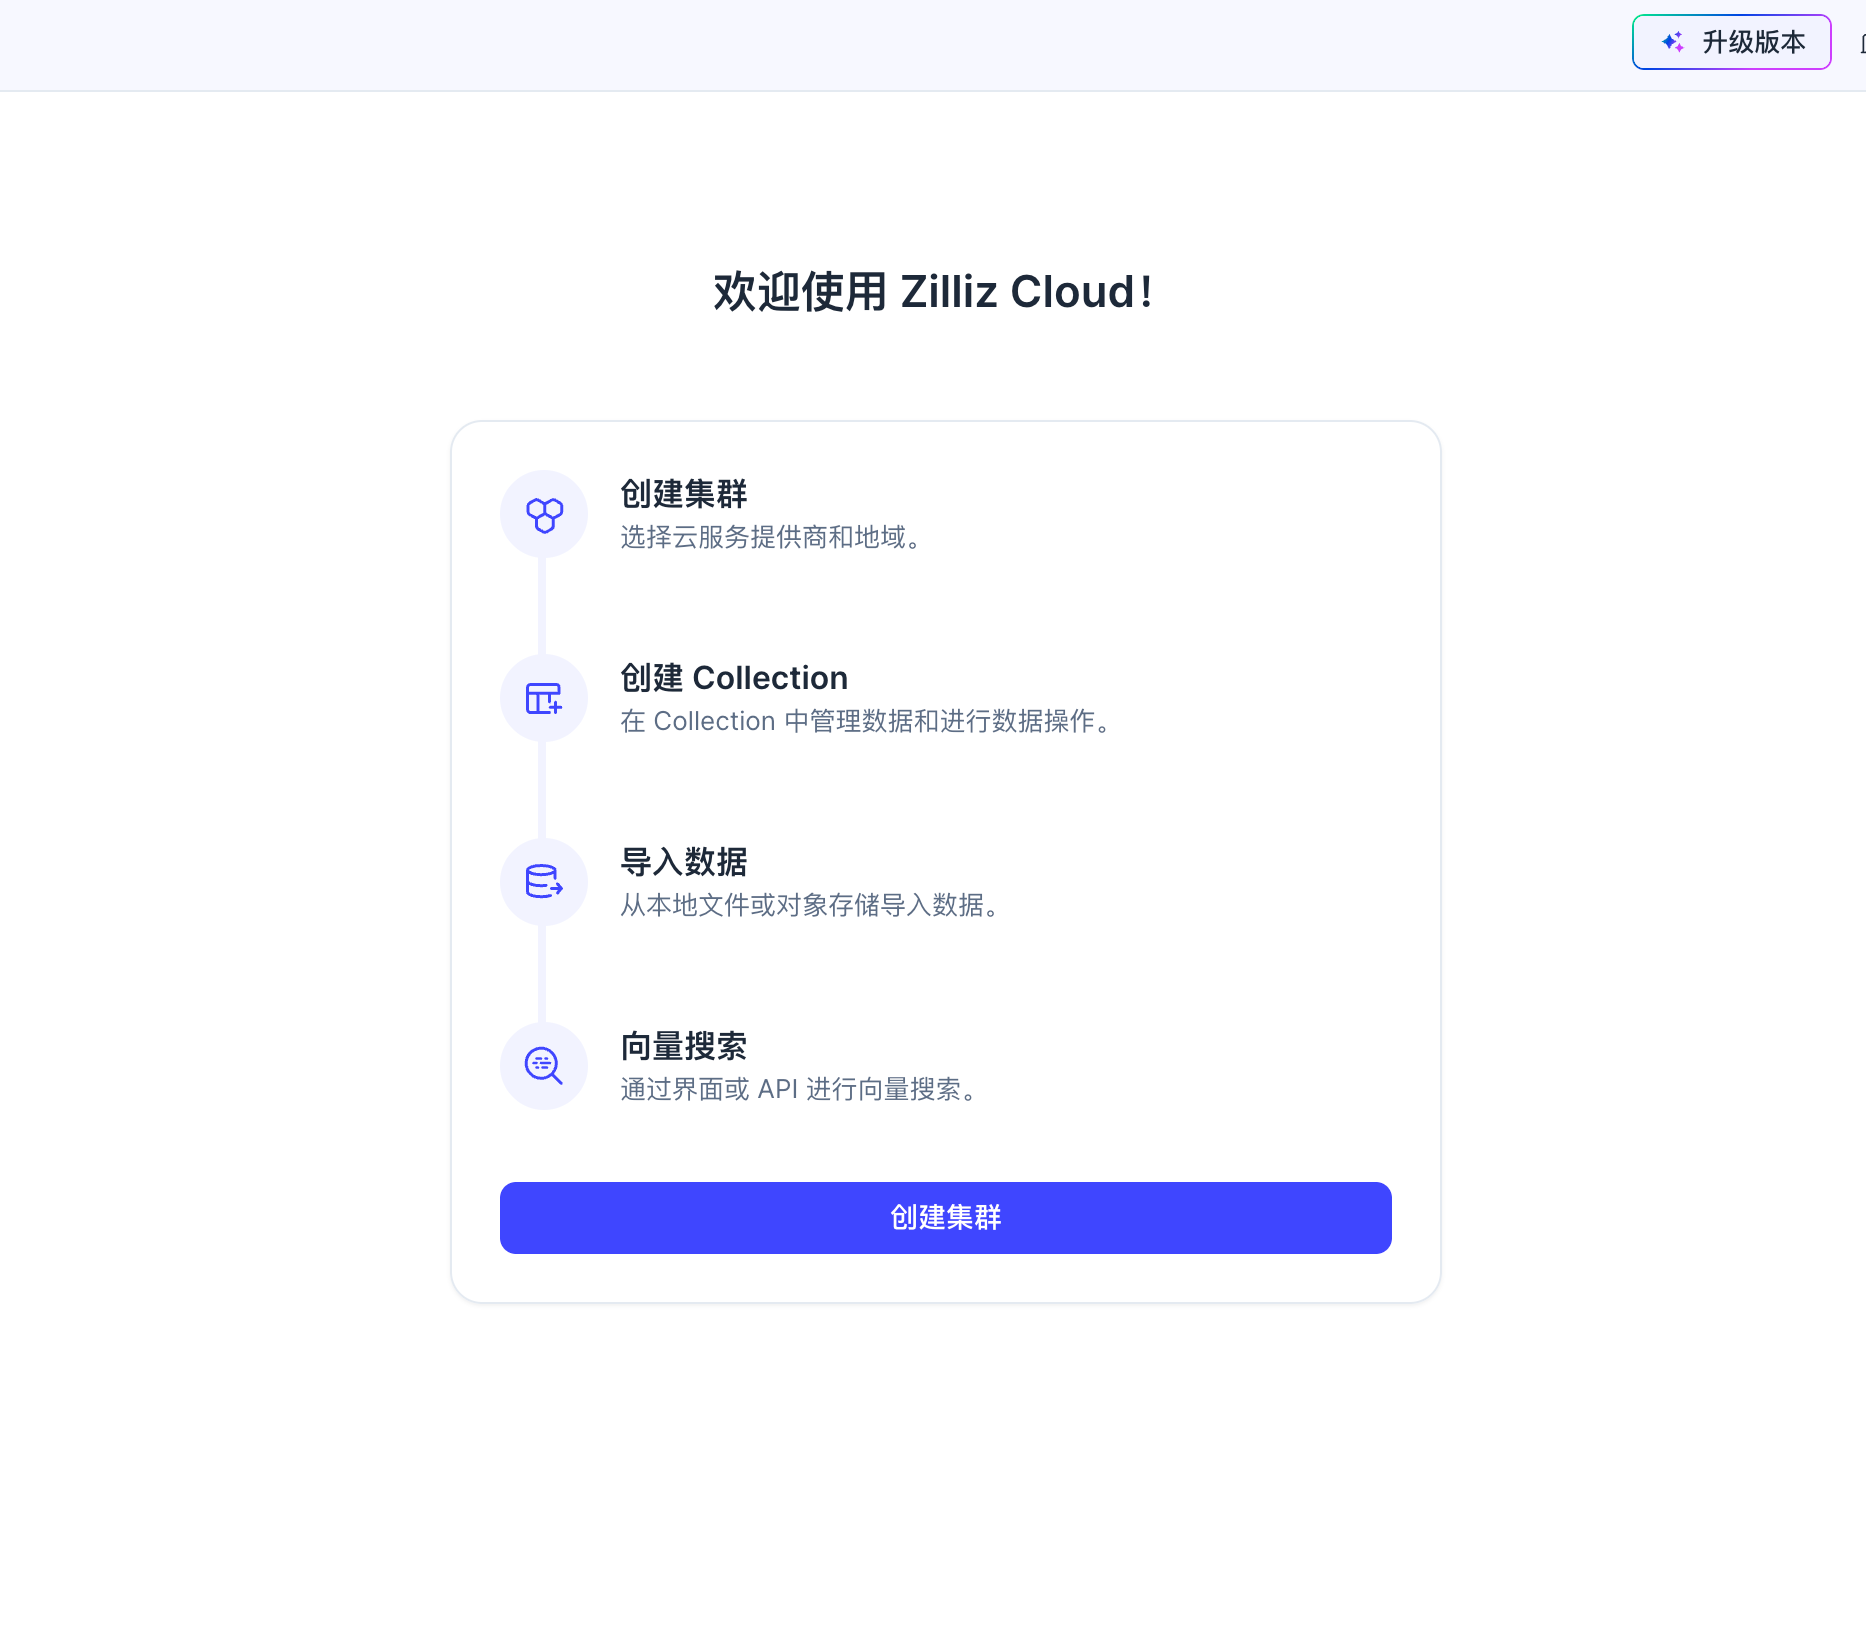 升级版本
欢迎使用 Zilliz Cloud！
创建集群
选择云服务提供商和地域。
创建 Collection
在 Collection 中管理数据和进行数据操作。
导入数据
从本地文件或对象存储导入数据。
向量搜索
通过界面或 API 进行向量搜索。
创建集群